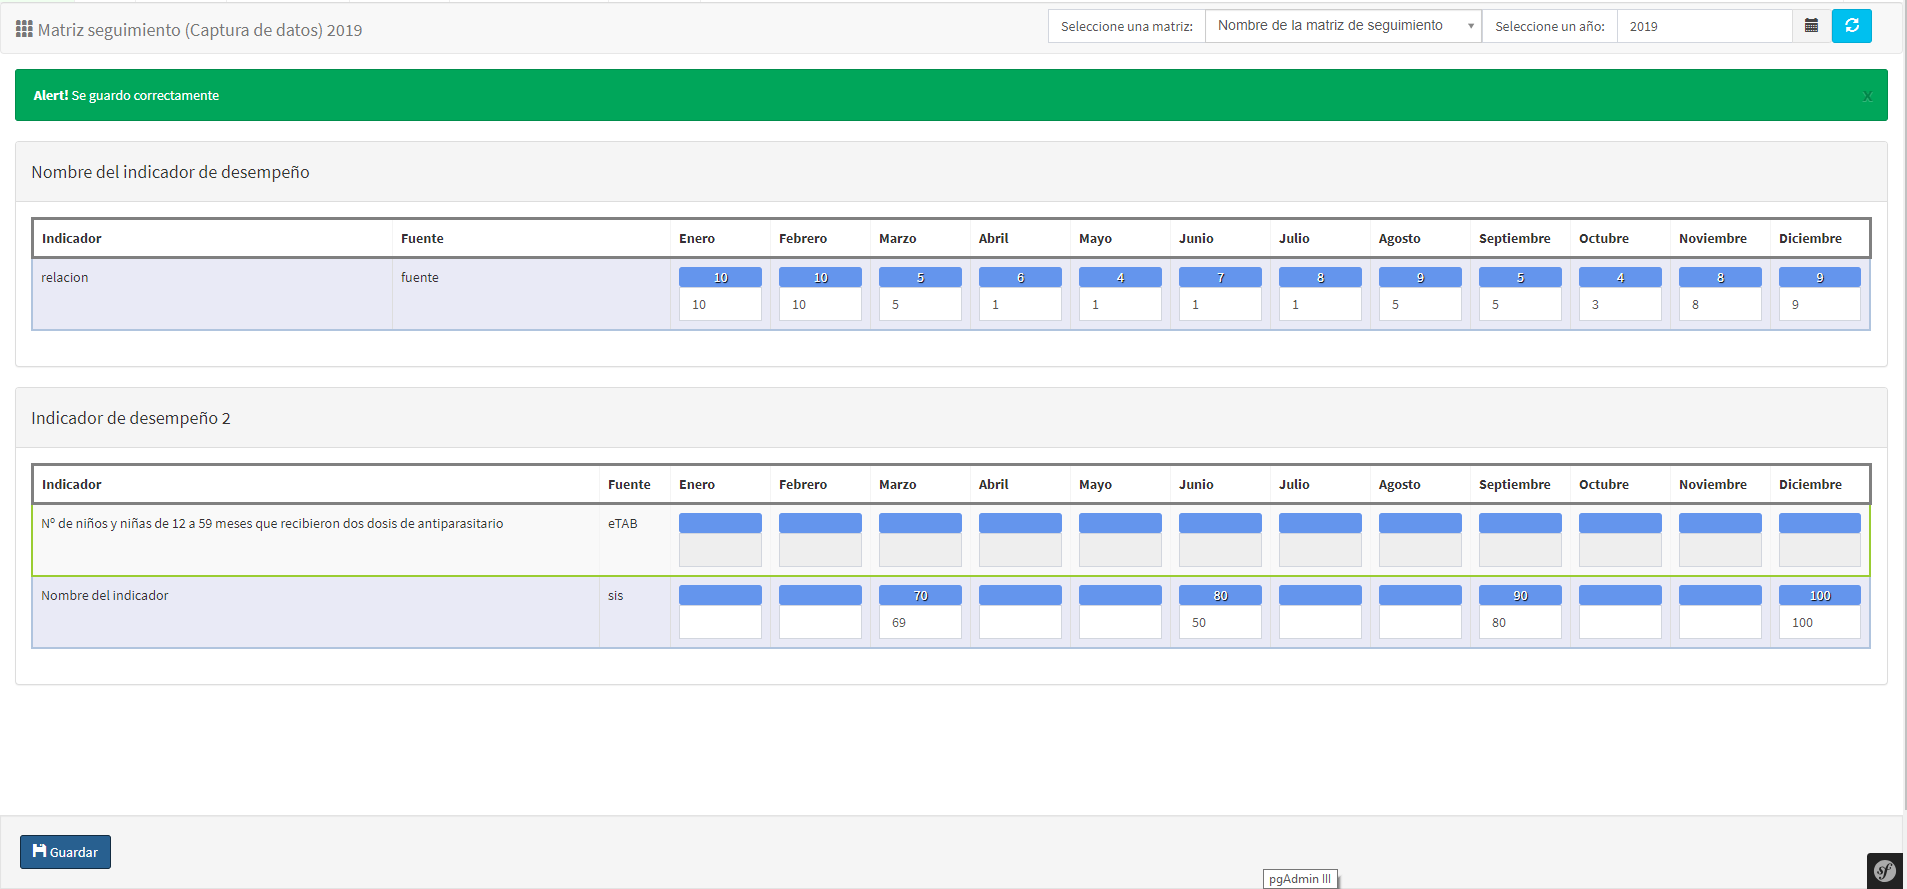 Matriz seguimiento (Captura de datos) 2019 Seleccione una matriz: Nombre de la matriz de seguimiento Seleccione un año: 2019
Alert! Se guardo correctamente x
Nombre del indicador de desempeño
Indicador Fuente Enero Febrero Marzo Abril Mayo Junio Julio Agosto Septiembre Octubre Noviembre Diciembre
relacion fuente 10 10 5 6 4 7 8 9 5 4 8 9
10 10 5 1 1 1 1 5 5 3 8 9
Indicador de desempeño 2
Indicador Fuente Enero Febrero Marzo Abril Mayo Junio Julio Agosto Septiembre Octubre Noviembre Diciembre
Nº de niños y niñas de 12 a 59 meses que recibieron dos dosis de antiparasitario eTAB
Nombre del indicador sis 70 80 90 100
69 50 80 100
Guardar
pgAdmin III
sf